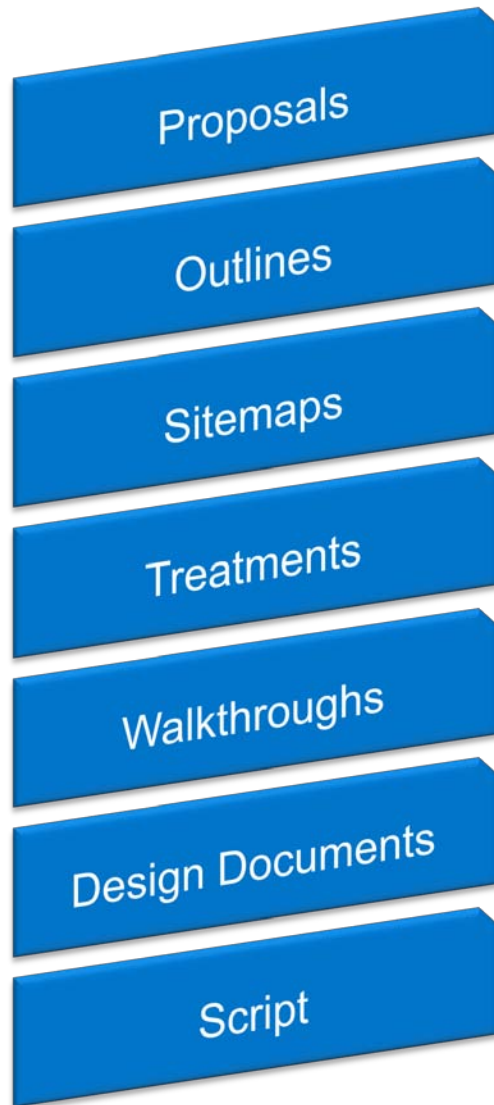 Proposals
Outlines
Sitemaps
Treatments
Walkthroughs
Design Documents
Script